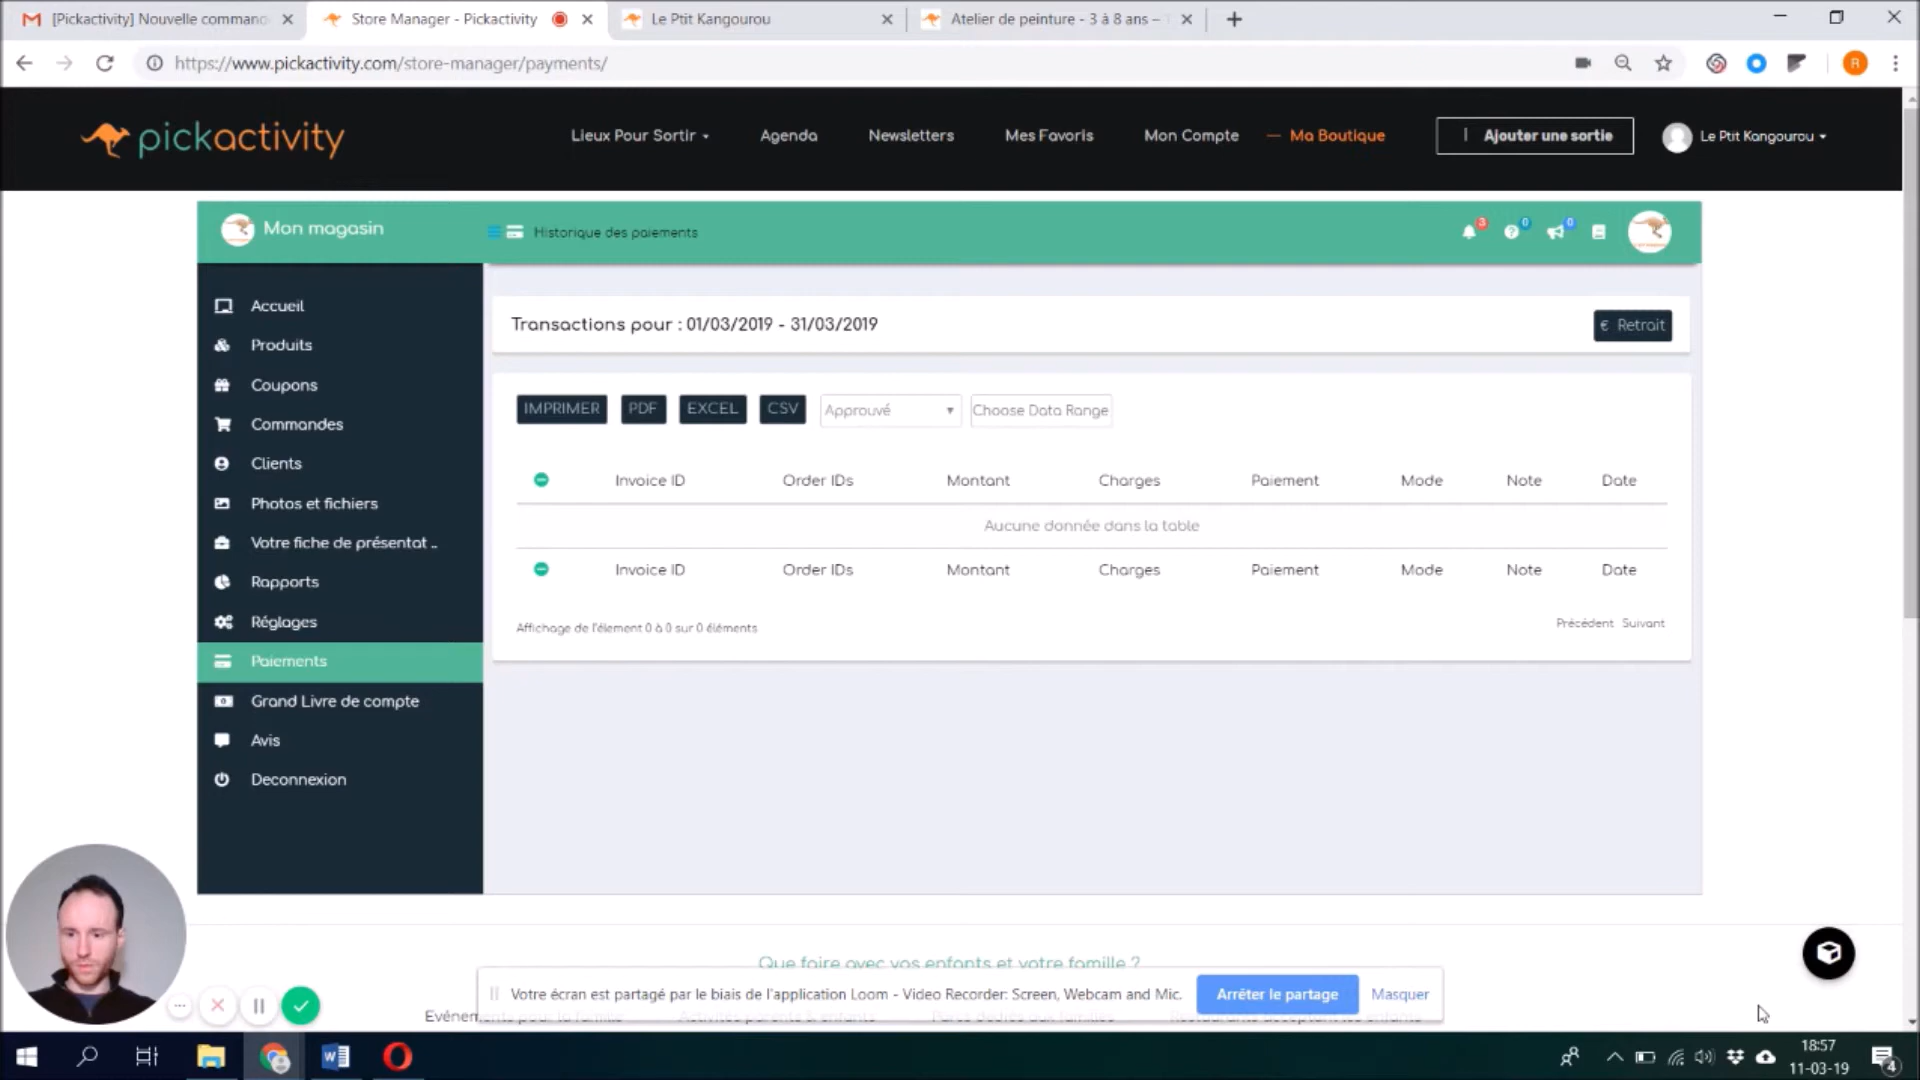 [Pickactivity] Nouvelle comman
Store Manager - Pickactivity
Le Ptit Kangourou
Atelier de peinture - 3 à 8 ans –
https://www.pickactivity.com/store-manager/payments/
R
pickactivity
Lieux Pour Sortir
Agenda
Newsletters
Mes Favoris
Mon Compte
Ma Boutique
Ajouter une sortie
Le Ptit Kangourou
Mon magasin
Historique des paiements
3
0
0
Accueil
Produits
Coupons
Commandes
Clients
Photos et fichiers
Votre fiche de présentat ..
Rapports
Réglages
Paiements
Grand Livre de compte
Avis
Deconnexion
Transactions pour : 01/03/2019 - 31/03/2019
€ Retrait
IMPRIMER
PDF
EXCEL
CSV
Approuvé
Choose Data Range
Invoice ID Order IDs Montant Charges Paiement Mode Note Date
Aucune donnée dans la table
Invoice ID Order IDs Montant Charges Paiement Mode Note Date
Affichage de l'élement 0 à 0 sur 0 éléments
Précédent Suivant
Que faire avec vos enfants et votre famille ?
Votre écran est partagé par le biais de l'application Loom - Video Recorder: Screen, Webcam and Mic.
Arrêter le partage
Masquer
18:57
11-03-19
4